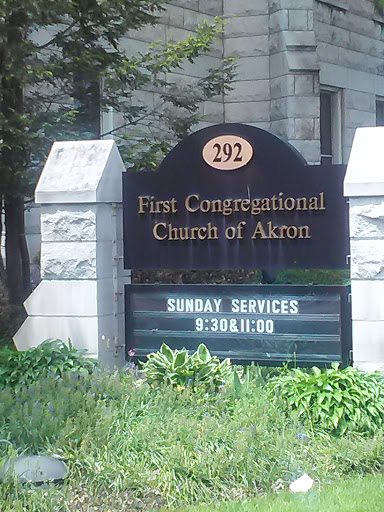 292
First Congregational
Church of Akron
SUNDAY SERVICES
9:30&11:00